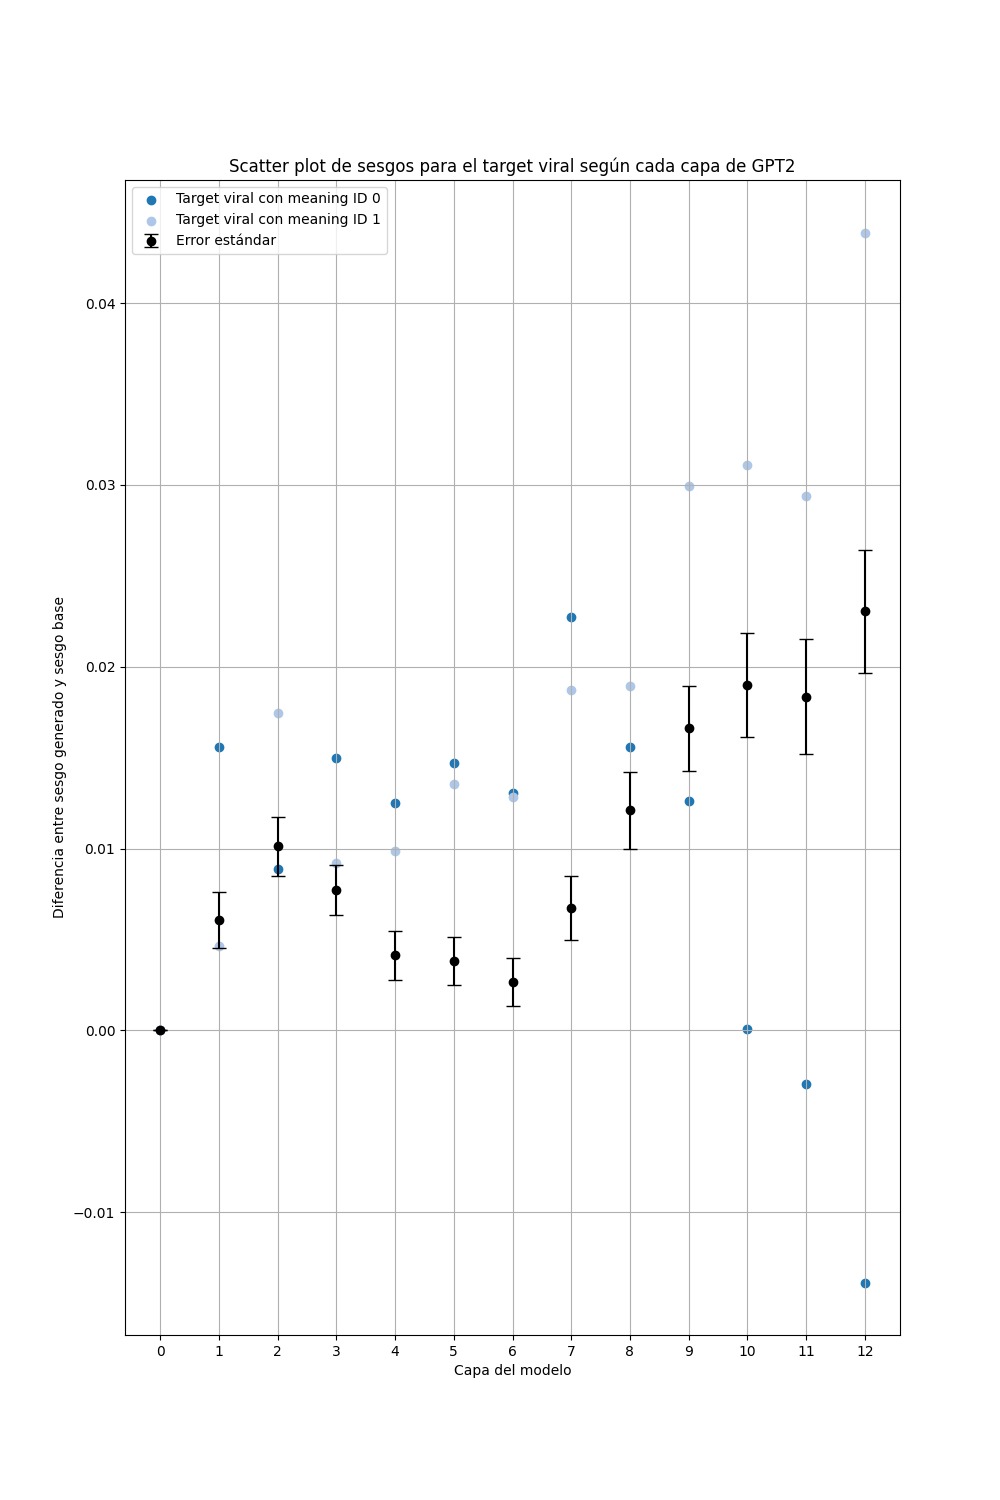 Scatter plot de sesgos para el target viral según cada capa de GPT2
Target viral con meaning ID 0
Target viral con meaning ID 1
Error estándar
0.04
0.03
0.02
0.01
0.00
−0.01
Diferencia entre sesgo generado y sesgo base
0 1 2 3 4 5 6 7 8 9 10 11 12
Capa del modelo